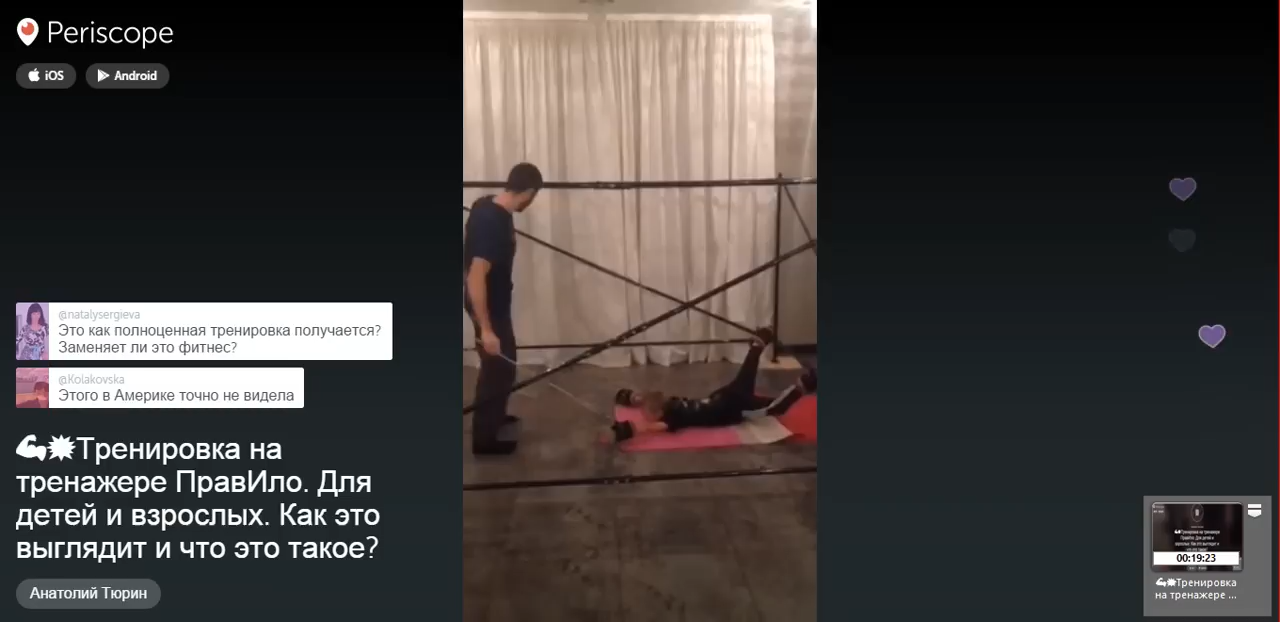 Periscope
iOS
Android
@natalysergieva
Это как полноценная тренировка получается?
Заменяет ли это фитнес?
@Koiakovska
Этого в Америке точно не видела
💪✸Тренировка на
тренажере ПравИло. Для
детей и взрослых. Как это
выглядит и что это такое?
Анатолий Тюрин
00:19:23
💪✸Тренировка
на тренажере ...